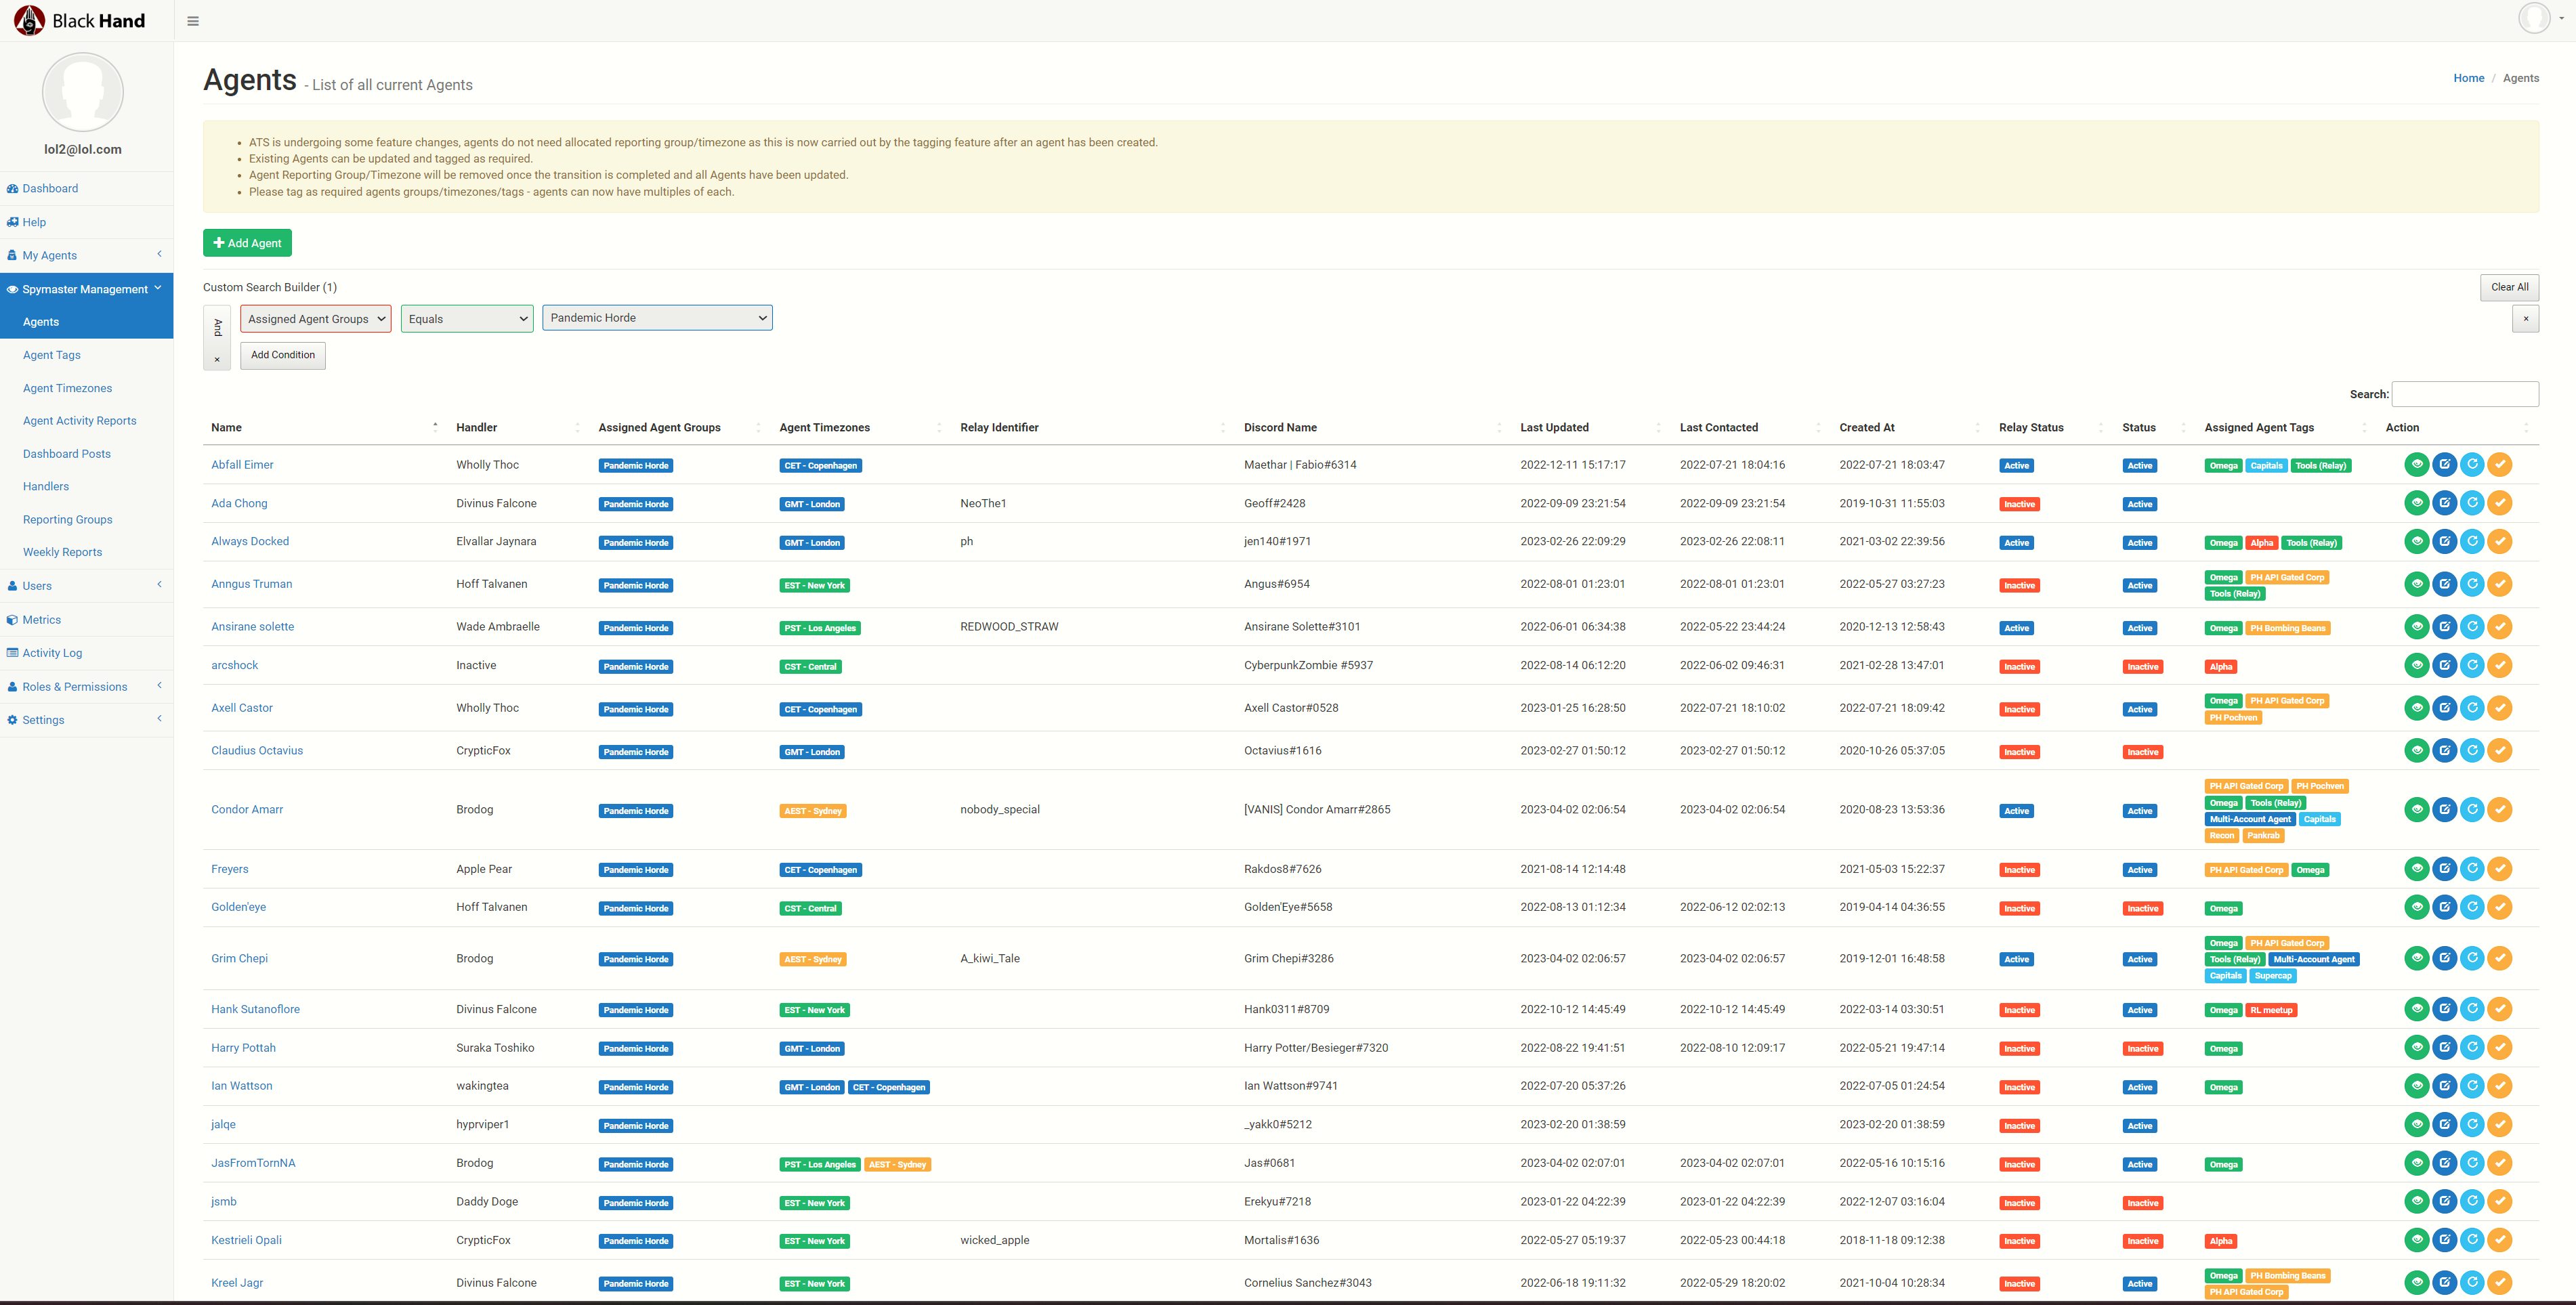 Black Hand
lol2@lol.com
Dashboard
Help
My Agents
Spymaster Management
Agents
Agent Tags
Agent Timezones
Agent Activity Reports
Dashboard Posts
Handlers
Reporting Groups
Weekly Reports
Users
Metrics
Activity Log
Roles & Permissions
Settings
Agents - List of all current Agents
Home / Agents
ATS is undergoing some feature changes, agents do not need allocated reporting group/timezone as this is now carried out by the tagging feature after an agent has been created.
Existing Agents can be updated and tagged as required.
Agent Reporting Group/Timezone will be removed once the transition is completed and all Agents have been updated.
Please tag as required agents groups/timezones/tags - agents can now have multiples of each.
Add Agent
Custom Search Builder (1)
Clear All
And
×
Assigned Agent Groups Equals Pandemic Horde ×
Add Condition
Search:
Name Handler Assigned Agent Groups Agent Timezones Relay Identifier Discord Name Last Updated Last Contacted Created At Relay Status Status Assigned Agent Tags Action
Abfall Eimer Wholly Thoc Pandemic Horde CET - Copenhagen Maethar | Fabio#6314 2022-12-11 15:17:17 2022-07-21 18:04:16 2022-07-21 18:03:47 Active Active Omega Capitals Tools (Relay)
Ada Chong Divinus Falcone Pandemic Horde GMT - London NeoThe1 Geoff#2428 2022-09-09 23:21:54 2022-09-09 23:21:54 2019-10-31 11:55:03 Inactive Active
Always Docked Elvallar Jaynara Pandemic Horde GMT - London ph jen140#1971 2023-02-26 22:09:29 2023-02-26 22:08:11 2021-03-02 22:39:56 Active Active Omega Alpha Tools (Relay)
Anngus Truman Hoff Talvanen Pandemic Horde EST - New York Angus#6954 2022-08-01 01:23:01 2022-08-01 01:23:01 2022-05-27 03:27:23 Inactive Active Omega PH API Gated Corp
Tools (Relay)
Ansirane solette Wade Ambraelle Pandemic Horde PST - Los Angeles REDWOOD_STRAW Ansirane Solette#3101 2022-06-01 06:34:38 2022-05-22 23:44:24 2020-12-13 12:58:43 Active Active Omega PH Bombing Beans
arcshock Inactive Pandemic Horde CST - Central CyberpunkZombie #5937 2022-08-14 06:12:20 2022-06-02 09:46:31 2021-02-28 13:47:01 Inactive Inactive Alpha
Axell Castor Wholly Thoc Pandemic Horde CET - Copenhagen Axell Castor#0528 2023-01-25 16:28:50 2022-07-21 18:10:02 2022-07-21 18:09:42 Inactive Active Omega PH API Gated Corp
PH Pochven
Claudius Octavius CrypticFox Pandemic Horde GMT - London Octavius#1616 2023-02-27 01:50:12 2023-02-27 01:50:12 2020-10-26 05:37:05 Inactive Inactive
Condor Amarr Brodog Pandemic Horde AEST - Sydney nobody_special [VANIS] Condor Amarr#2865 2023-04-02 02:06:54 2023-04-02 02:06:54 2020-08-23 13:53:36 Active Active PH API Gated Corp PH Pochven
Omega Tools (Relay)
Multi-Account Agent Capitals
Recon Pankrab
Freyers Apple Pear Pandemic Horde CET - Copenhagen Rakdos8#7626 2021-08-14 12:14:48 2021-05-03 15:22:37 Inactive Active PH API Gated Corp Omega
Golden'eye Hoff Talvanen Pandemic Horde CST - Central Golden'Eye#5658 2022-08-13 01:12:34 2022-06-12 02:02:13 2019-04-14 04:36:55 Inactive Inactive Omega
Grim Chepi Brodog Pandemic Horde AEST - Sydney A_kiwi_Tale Grim Chepi#3286 2023-04-02 02:06:57 2023-04-02 02:06:57 2019-12-01 16:48:58 Active Active Omega PH API Gated Corp
Tools (Relay) Multi-Account Agent
Capitals Supercap
Hank Sutanoflore Divinus Falcone Pandemic Horde EST - New York Hank0311#8709 2022-10-12 14:45:49 2022-10-12 14:45:49 2022-03-14 03:30:51 Inactive Active Omega RL meetup
Harry Pottah Suraka Toshiko Pandemic Horde GMT - London Harry Potter/Besieger#7320 2022-08-22 19:41:51 2022-08-10 12:09:17 2022-05-21 19:47:14 Inactive Inactive Omega
Ian Wattson wakingtea Pandemic Horde GMT - London CET - Copenhagen Ian Wattson#9741 2022-07-20 05:37:26 2022-07-05 01:24:54 Inactive Active Omega
jalqe hyprviper1 Pandemic Horde _yakk0#5212 2023-02-20 01:38:59 2023-02-20 01:38:59 Inactive Active
JasFromTornNA Brodog Pandemic Horde PST - Los Angeles AEST - Sydney Jas#0681 2023-04-02 02:07:01 2023-04-02 02:07:01 2022-05-16 10:15:16 Inactive Active Omega
jsmb Daddy Doge Pandemic Horde EST - New York Erekyu#7218 2023-01-22 04:22:39 2023-01-22 04:22:39 2022-12-07 03:16:04 Inactive Inactive
Kestrieli Opali CrypticFox Pandemic Horde EST - New York wicked_apple Mortalis#1636 2022-05-27 05:19:37 2022-05-23 00:44:18 2018-11-18 09:12:38 Inactive Inactive Alpha
Kreel Jagr Divinus Falcone Pandemic Horde EST - New York Cornelius Sanchez#3043 2022-06-18 19:11:32 2022-05-29 18:20:02 2021-10-04 10:28:34 Inactive Active Omega PH Bombing Beans
PH API Gated Corp